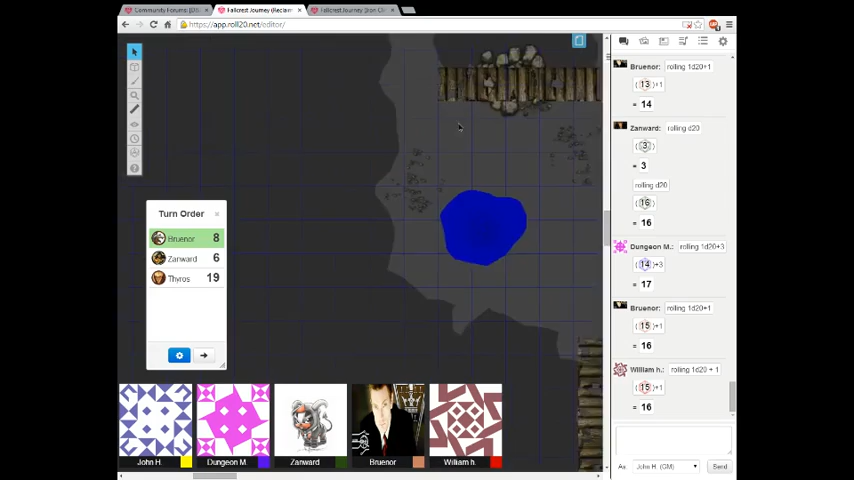 Community Forums: (D&
Fallcrest Journey (Reclaim
Fallcrest Journey (Iron Gi
https://app.roll20.net/editor/
Turn Order ×
Bruenor 8
Zanward 6
Thyros 19
John H.
Dungeon M.
Zanward
Bruenor
William h.
Bruenor: rolling 1d20+1
(13)+1
= 14
Zanward: rolling d20
(3)
= 3
rolling d20
(16)
= 16
Dungeon M.: rolling 1d20+3
(14)+3
= 17
Bruenor: rolling 1d20+1
(15)+1
= 16
William h.: rolling 1d20 + 1
(15)+1
= 16
As: John H (GM) Send